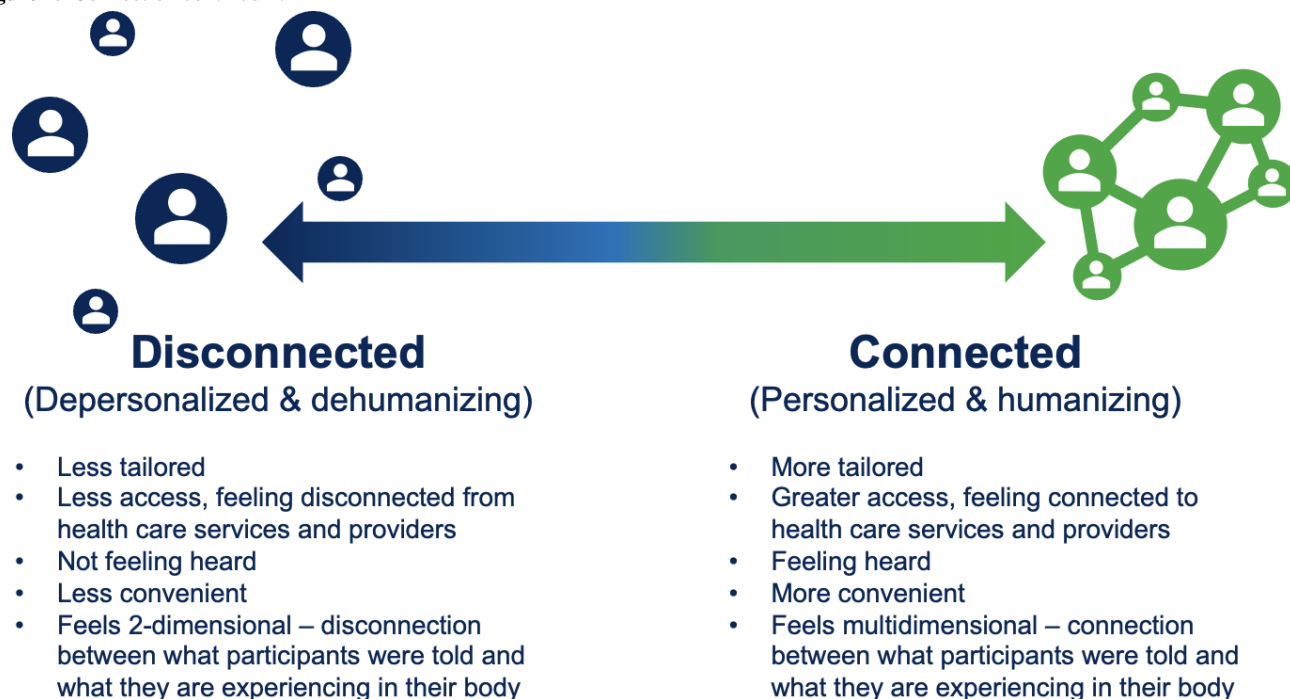 Disconnected
(Depersonalized & dehumanizing)
• Less tailored
• Less access, feeling disconnected from
health care services and providers
• Not feeling heard
• Less convenient
• Feels 2-dimensional – disconnection
between what participants were told and
what they are experiencing in their body
Connected
(Personalized & humanizing)
• More tailored
• Greater access, feeling connected to
health care services and providers
• Feeling heard
• More convenient
• Feels multidimensional – connection
between what participants were told and
what they are experiencing in their body